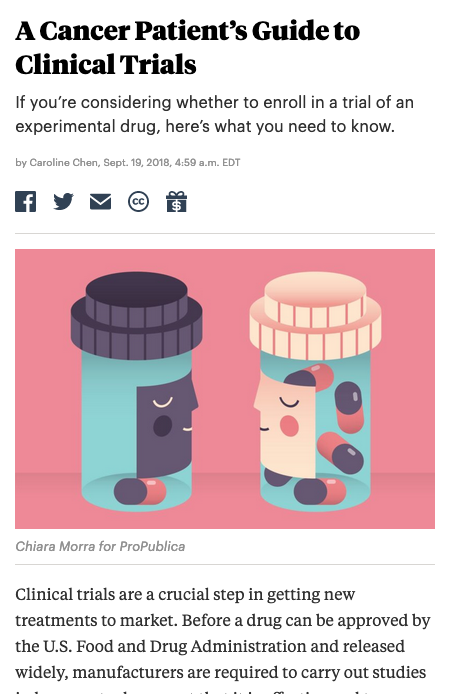 A Cancer Patient’s Guide to
Clinical Trials
If you’re considering whether to enroll in a trial of an
experimental drug, here’s what you need to know.
by Caroline Chen, Sept. 19, 2018, 4:59 a.m. EDT
cc
$
Chiara Morra for ProPublica
Clinical trials are a crucial step in getting new
treatments to market. Before a drug can be approved by
the U.S. Food and Drug Administration and released
widely, manufacturers are required to carry out studies